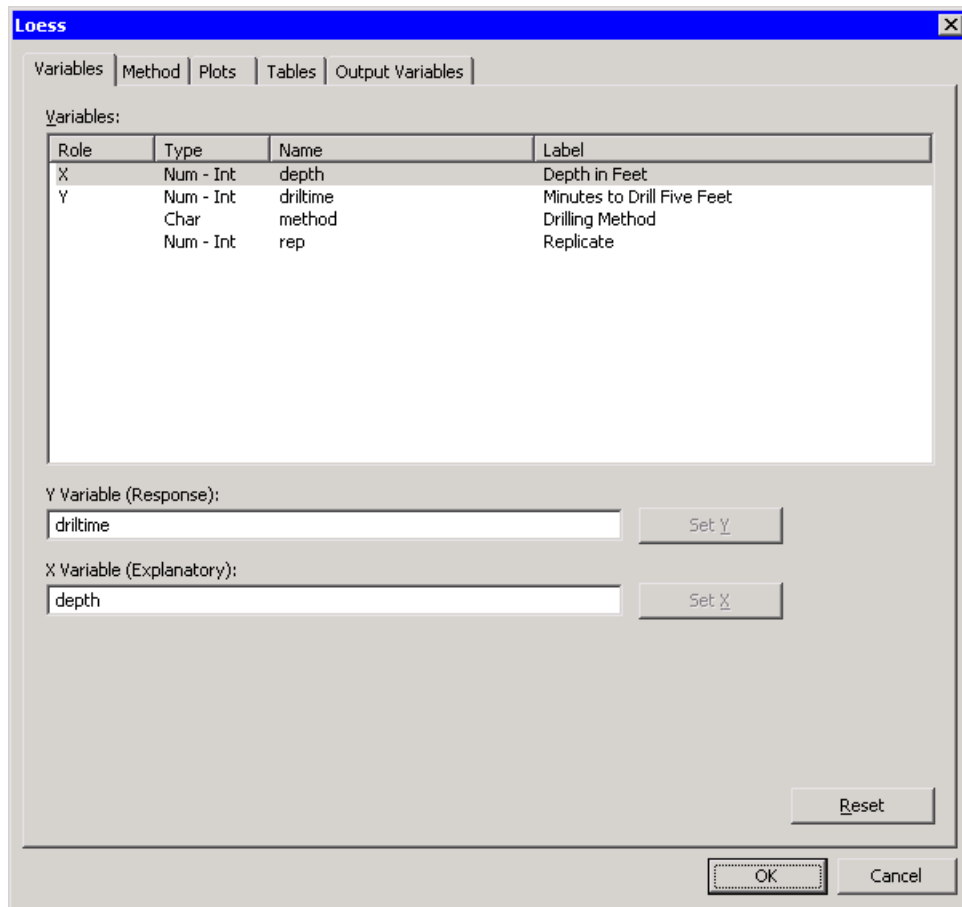 Loess
Variables Method Plots Tables Output Variables
Variables:
Role Type Name Label
X Num - Int depth Depth in Feet
Y Num - Int driltime Minutes to Drill Five Feet
Char method Drilling Method
Num - Int rep Replicate
Y Variable (Response):
driltime Set Y
X Variable (Explanatory):
depth Set X
Reset
OK Cancel